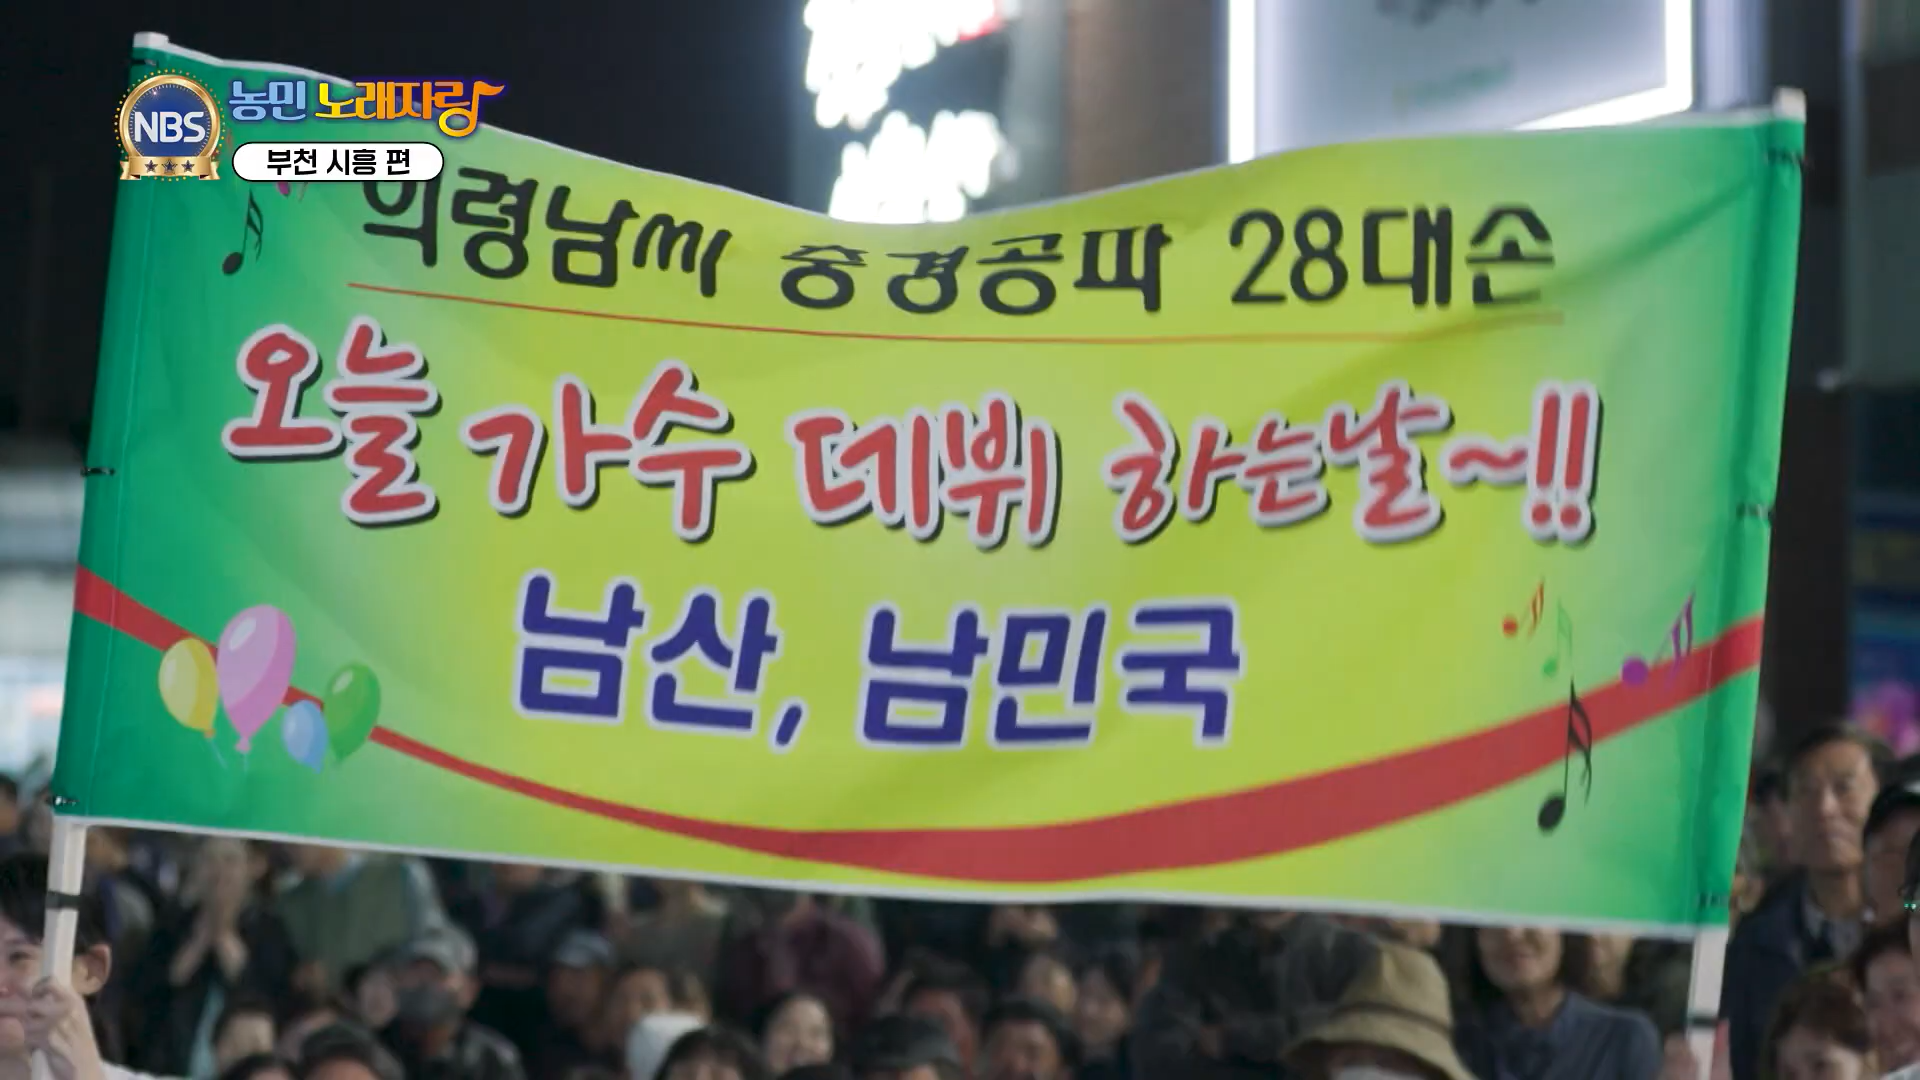 NBS
농민 노래자랑
부천 시흥 편
의령남씨 충경공파 28대손
오늘 가수 데뷔 하는날~!!
남산, 남민국